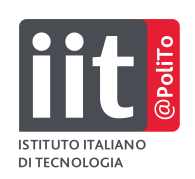 iit
@PoliTo
ISTITUTO ITALIANO
DI TECNOLOGIA